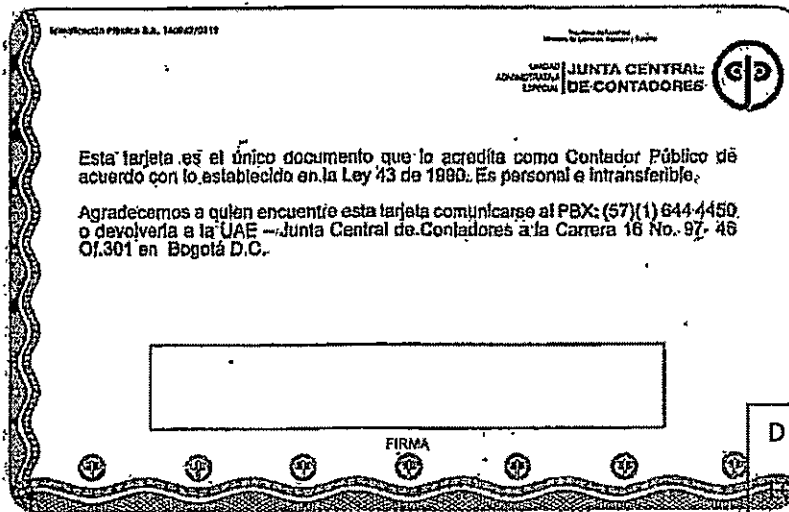 Identificación Plástica S.A.
UNIDAD
ADMINISTRATIVA
ESPECIAL
JUNTA CENTRAL
DE CONTADORES
Esta tarjeta es el único documento que lo acredita como Contador Público de
acuerdo con lo establecido en la Ley 43 de 1990. Es personal e intransferible.
Agradecemos a quien encuentre esta tarjeta comunicarse al PBX: (57)(1) 644 4450
o devolverla a la UAE – Junta Central de Contadores a la Carrera 16 No. 97- 46
Of.301 en Bogotá D.C.
FIRMA
D